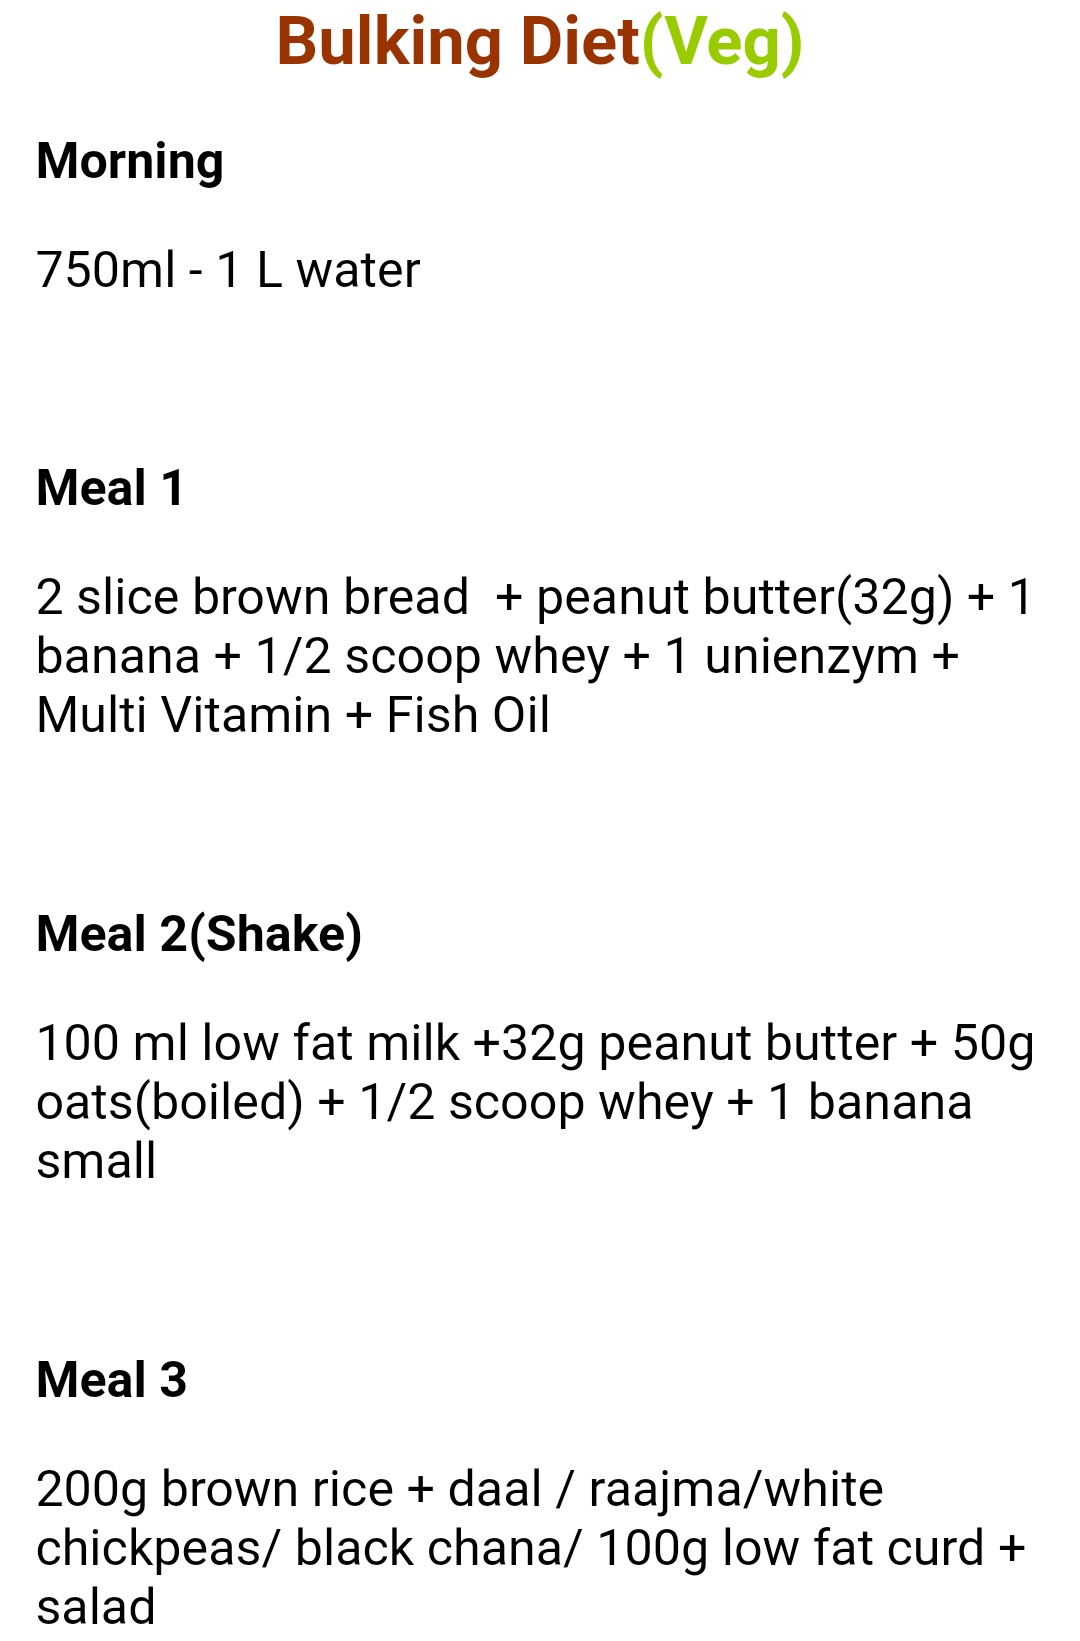 Bulking Diet(Veg)
Morning
750ml - 1 L water
Meal 1
2 slice brown bread  + peanut butter(32g) + 1
banana + 1/2 scoop whey + 1 unienzym +
Multi Vitamin + Fish Oil
Meal 2(Shake)
100 ml low fat milk +32g peanut butter + 50g
oats(boiled) + 1/2 scoop whey + 1 banana
small
Meal 3
200g brown rice + daal / raajma/white
chickpeas/ black chana/ 100g low fat curd +
salad